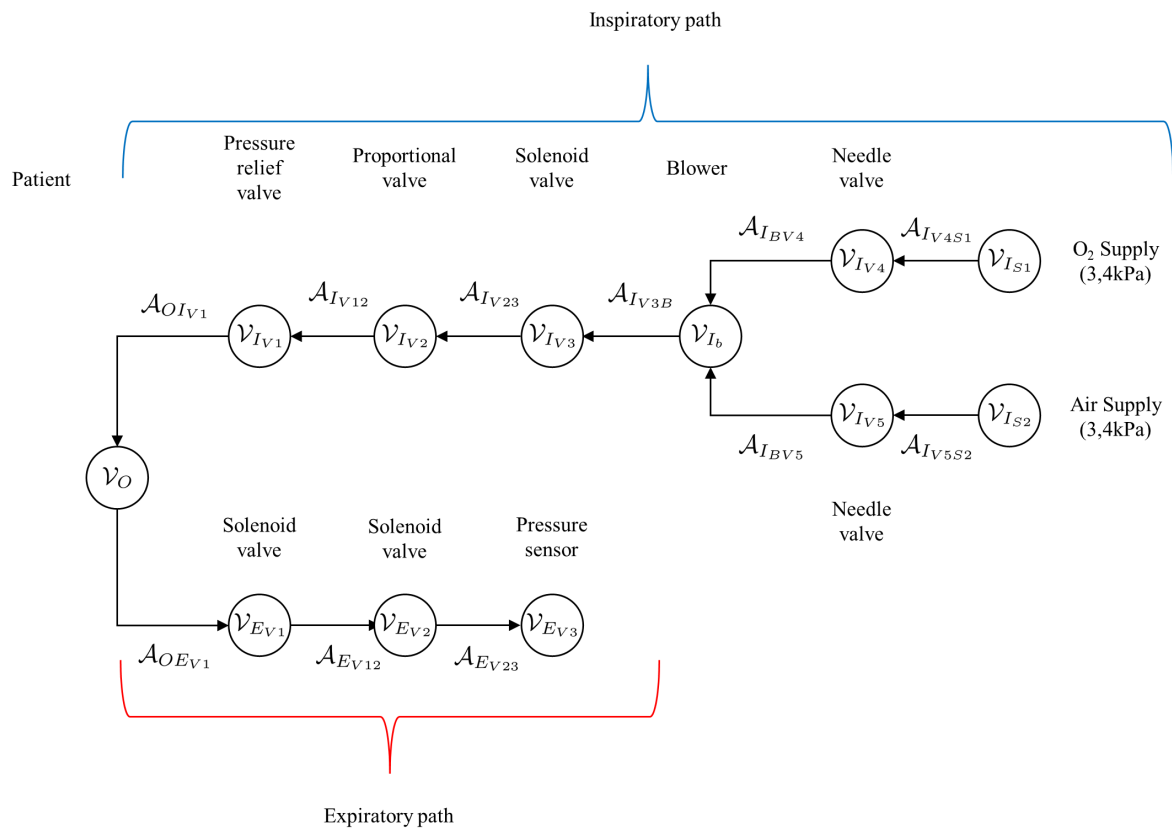 Inspiratory path
Patient
Pressure
relief
valve
Proportional
valve
Solenoid
valve
Blower
Needle
valve
𝒜_{I_{BV4}}
𝒜_{I_{V4S1}}
𝒱_{I_{V4}}
𝒱_{I_{S1}}
O₂ Supply
(3,4kPa)
𝒜_{OI_{V1}}
𝒜_{I_{V12}}
𝒜_{I_{V23}}
𝒜_{I_{V3B}}
𝒱_{I_{V1}}
𝒱_{I_{V2}}
𝒱_{I_{V3}}
𝒱_{I_b}
𝒱_{I_{V5}}
𝒱_{I_{S2}}
Air Supply
(3,4kPa)
𝒜_{I_{BV5}}
𝒜_{I_{V5S2}}
𝒱_O
Needle
valve
Solenoid
valve
Solenoid
valve
Pressure
sensor
𝒱_{E_{V1}}
𝒱_{E_{V2}}
𝒱_{E_{V3}}
𝒜_{OE_{V1}}
𝒜_{E_{V12}}
𝒜_{E_{V23}}
Expiratory path